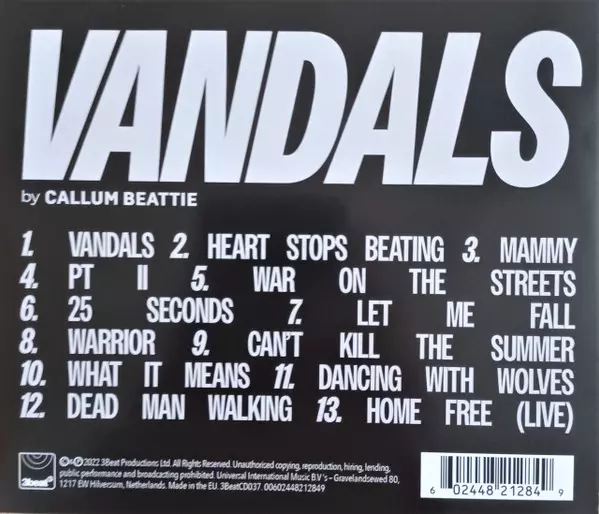 VANDALS
by CALLUM BEATTIE
1. VANDALS 2. HEART STOPS BEATING 3. MAMMY
4. PT II 5. WAR ON THE STREETS
6. 25 SECONDS 7. LET ME FALL
8. WARRIOR 9. CAN'T KILL THE SUMMER
10. WHAT IT MEANS 11. DANCING WITH WOLVES
12. DEAD MAN WALKING 13. HOME FREE (LIVE)
3Beat
©&℗ 2022 3Beat Productions Ltd. All Rights Reserved. Unauthorised copying, reproduction, hiring, lending,
public performance and broadcasting prohibited. Universal International Music B.V's – Gravelandseweg 80,
1217 EW Hilversum, Netherlands. Made in the EU. 3BeatCD037. 00602448212849
6 02448 21284 9